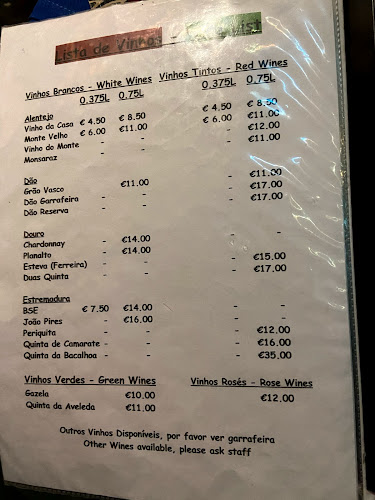 Lista de Vinhos -
Vinhos Brancos - White Wines Vinhos Tintos - Red Wines
0.375L 0.75L 0.375L 0.75L
Alentejo
Vinho da Casa € 4.50 € 8.50 € 4.50 € 8.50
Monte Velho € 6.00 €11.00 € 6.00 €11.00
Vinho do Monte - - - €12.00
Monsaraz - - - €11.00
Dão
Grão Vasco €11.00 - €11.00
Dão Garrafeira - - - €17.00
Dão Reserva - - - €17.00
Douro
Chardonnay - €14.00 - -
Planalto - €14.00 - -
Esteva (Ferreira) - - - €15.00
Duas Quinta - - - €17.00
Estremadura
BSE € 7.50 €14.00 - -
João Pires - €16.00 - -
Periquita - - - €12.00
Quinta de Camarate - - - €16.00
Quinta da Bacalhoa - - - €35.00
Vinhos Verdes - Green Wines Vinhos Rosés - Rose Wines
Gazela €10.00 €12.00
Quinta da Aveleda €11.00
Outros Vinhos Disponíveis, por favor ver garrafeira
Other Wines available, please ask staff